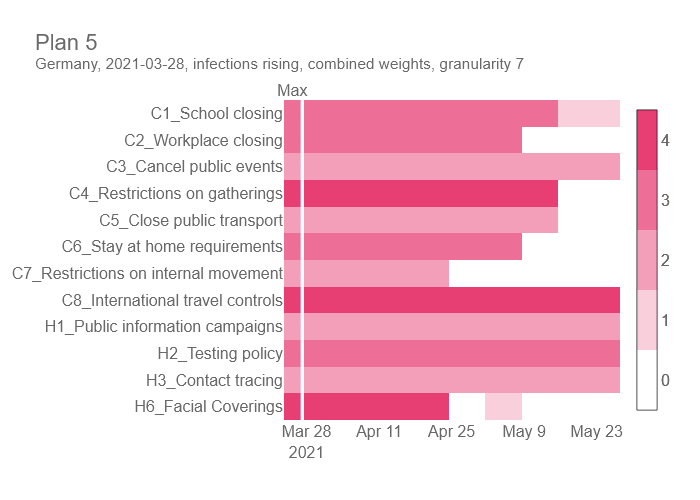 Plan 5
Germany, 2021-03-28, infections rising, combined weights, granularity 7
Max
C1_School closing
C2_Workplace closing
C3_Cancel public events
C4_Restrictions on gatherings
C5_Close public transport
C6_Stay at home requirements
C7_Restrictions on internal movement
C8_International travel controls
H1_Public information campaigns
H2_Testing policy
H3_Contact tracing
H6_Facial Coverings
Mar 28 Apr 11 Apr 25 May 9 May 23
2021
4
3
2
1
0